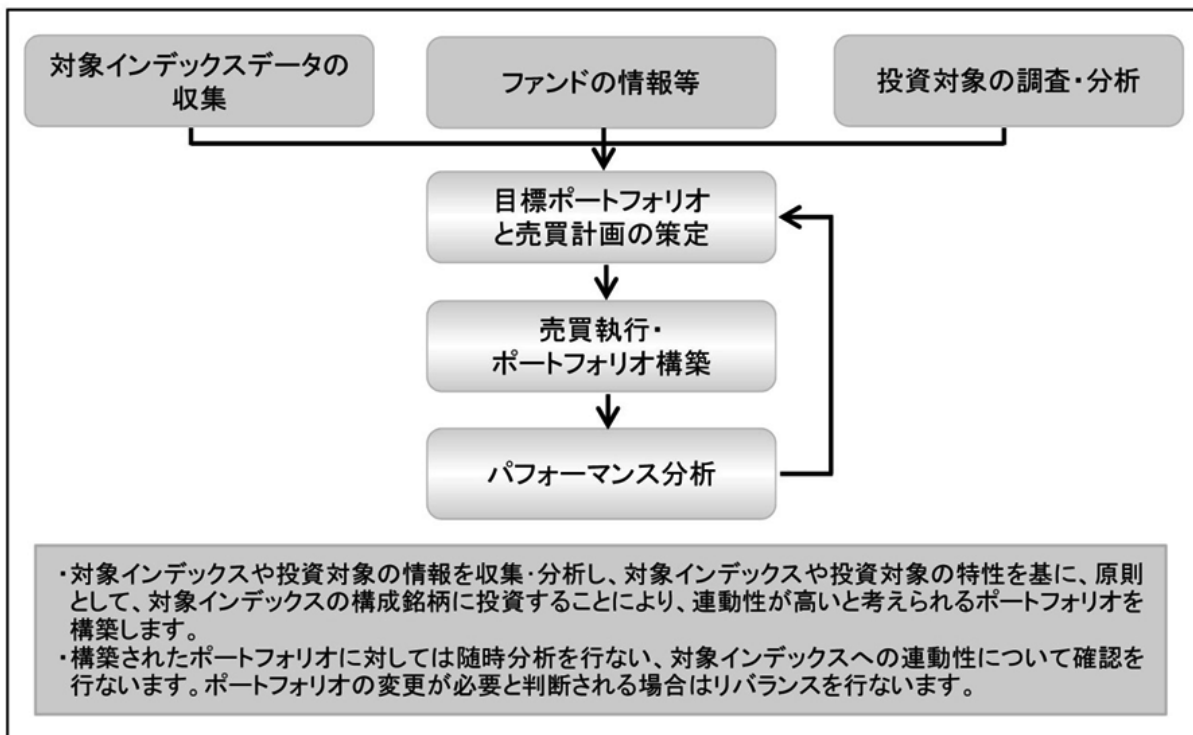 対象インデックスデータの
収集
ファンドの情報等
投資対象の調査・分析
目標ポートフォリオ
と売買計画の策定
売買執行・
ポートフォリオ構築
パフォーマンス分析
・対象インデックスや投資対象の情報を収集・分析し、対象インデックスや投資対象の特性を基に、原則
として、対象インデックスの構成銘柄に投資することにより、連動性が高いと考えられるポートフォリオを
構築します。
・構築されたポートフォリオに対しては随時分析を行ない、対象インデックスへの連動性について確認を
行ないます。ポートフォリオの変更が必要と判断される場合はリバランスを行ないます。